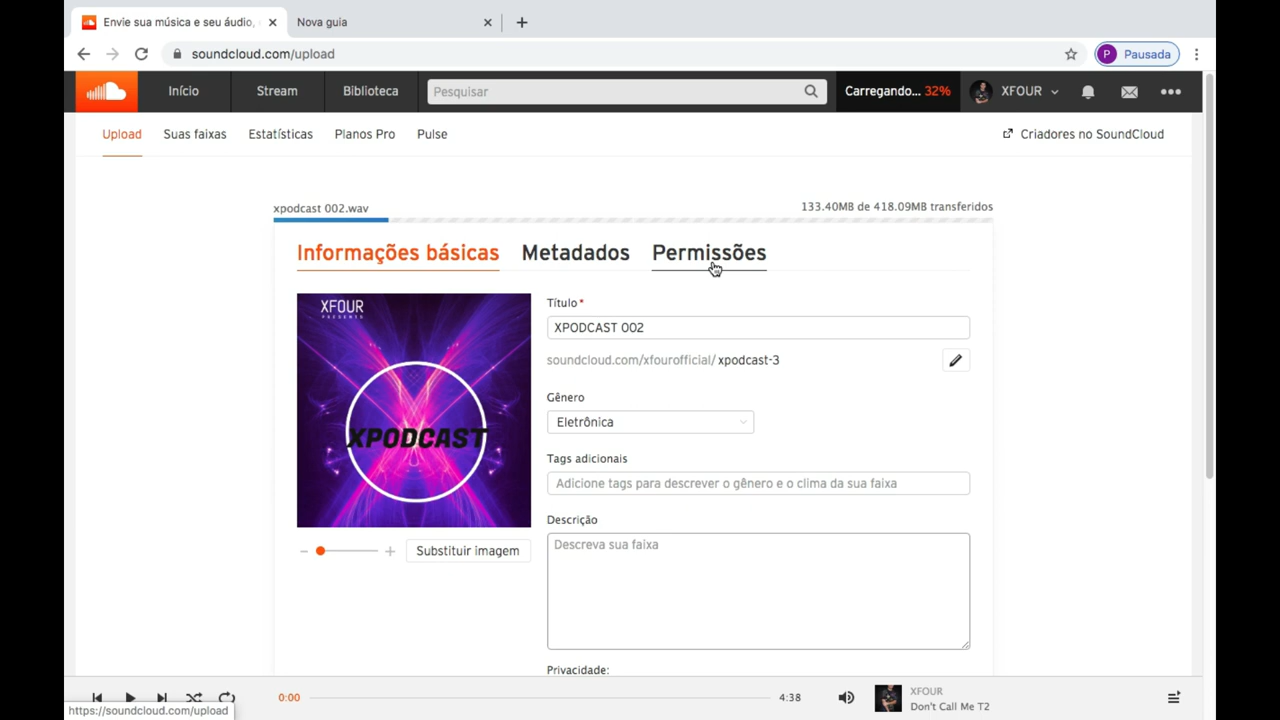 Envie sua música e seu áudio,
Nova guia
soundcloud.com/upload
P
Pausada
Início
Stream
Biblioteca
Pesquisar
Carregando... 32%
XFOUR
Upload
Suas faixas
Estatísticas
Planos Pro
Pulse
Criadores no SoundCloud
xpodcast 002.wav
133.40MB de 418.09MB transferidos
Informações básicas
Metadados
Permissões
XFOUR
PRESENTED
XPODCAST
Substituir imagem
Título*
XPODCAST 002
soundcloud.com/xfourofficial/ xpodcast-3
Gênero
Eletrônica
Tags adicionais
Adicione tags para descrever o gênero e o clima da sua faixa
Descrição
Descreva sua faixa
Privacidade:
0:00
4:38
XFOUR
Don't Call Me T2
https://soundcloud.com/upload